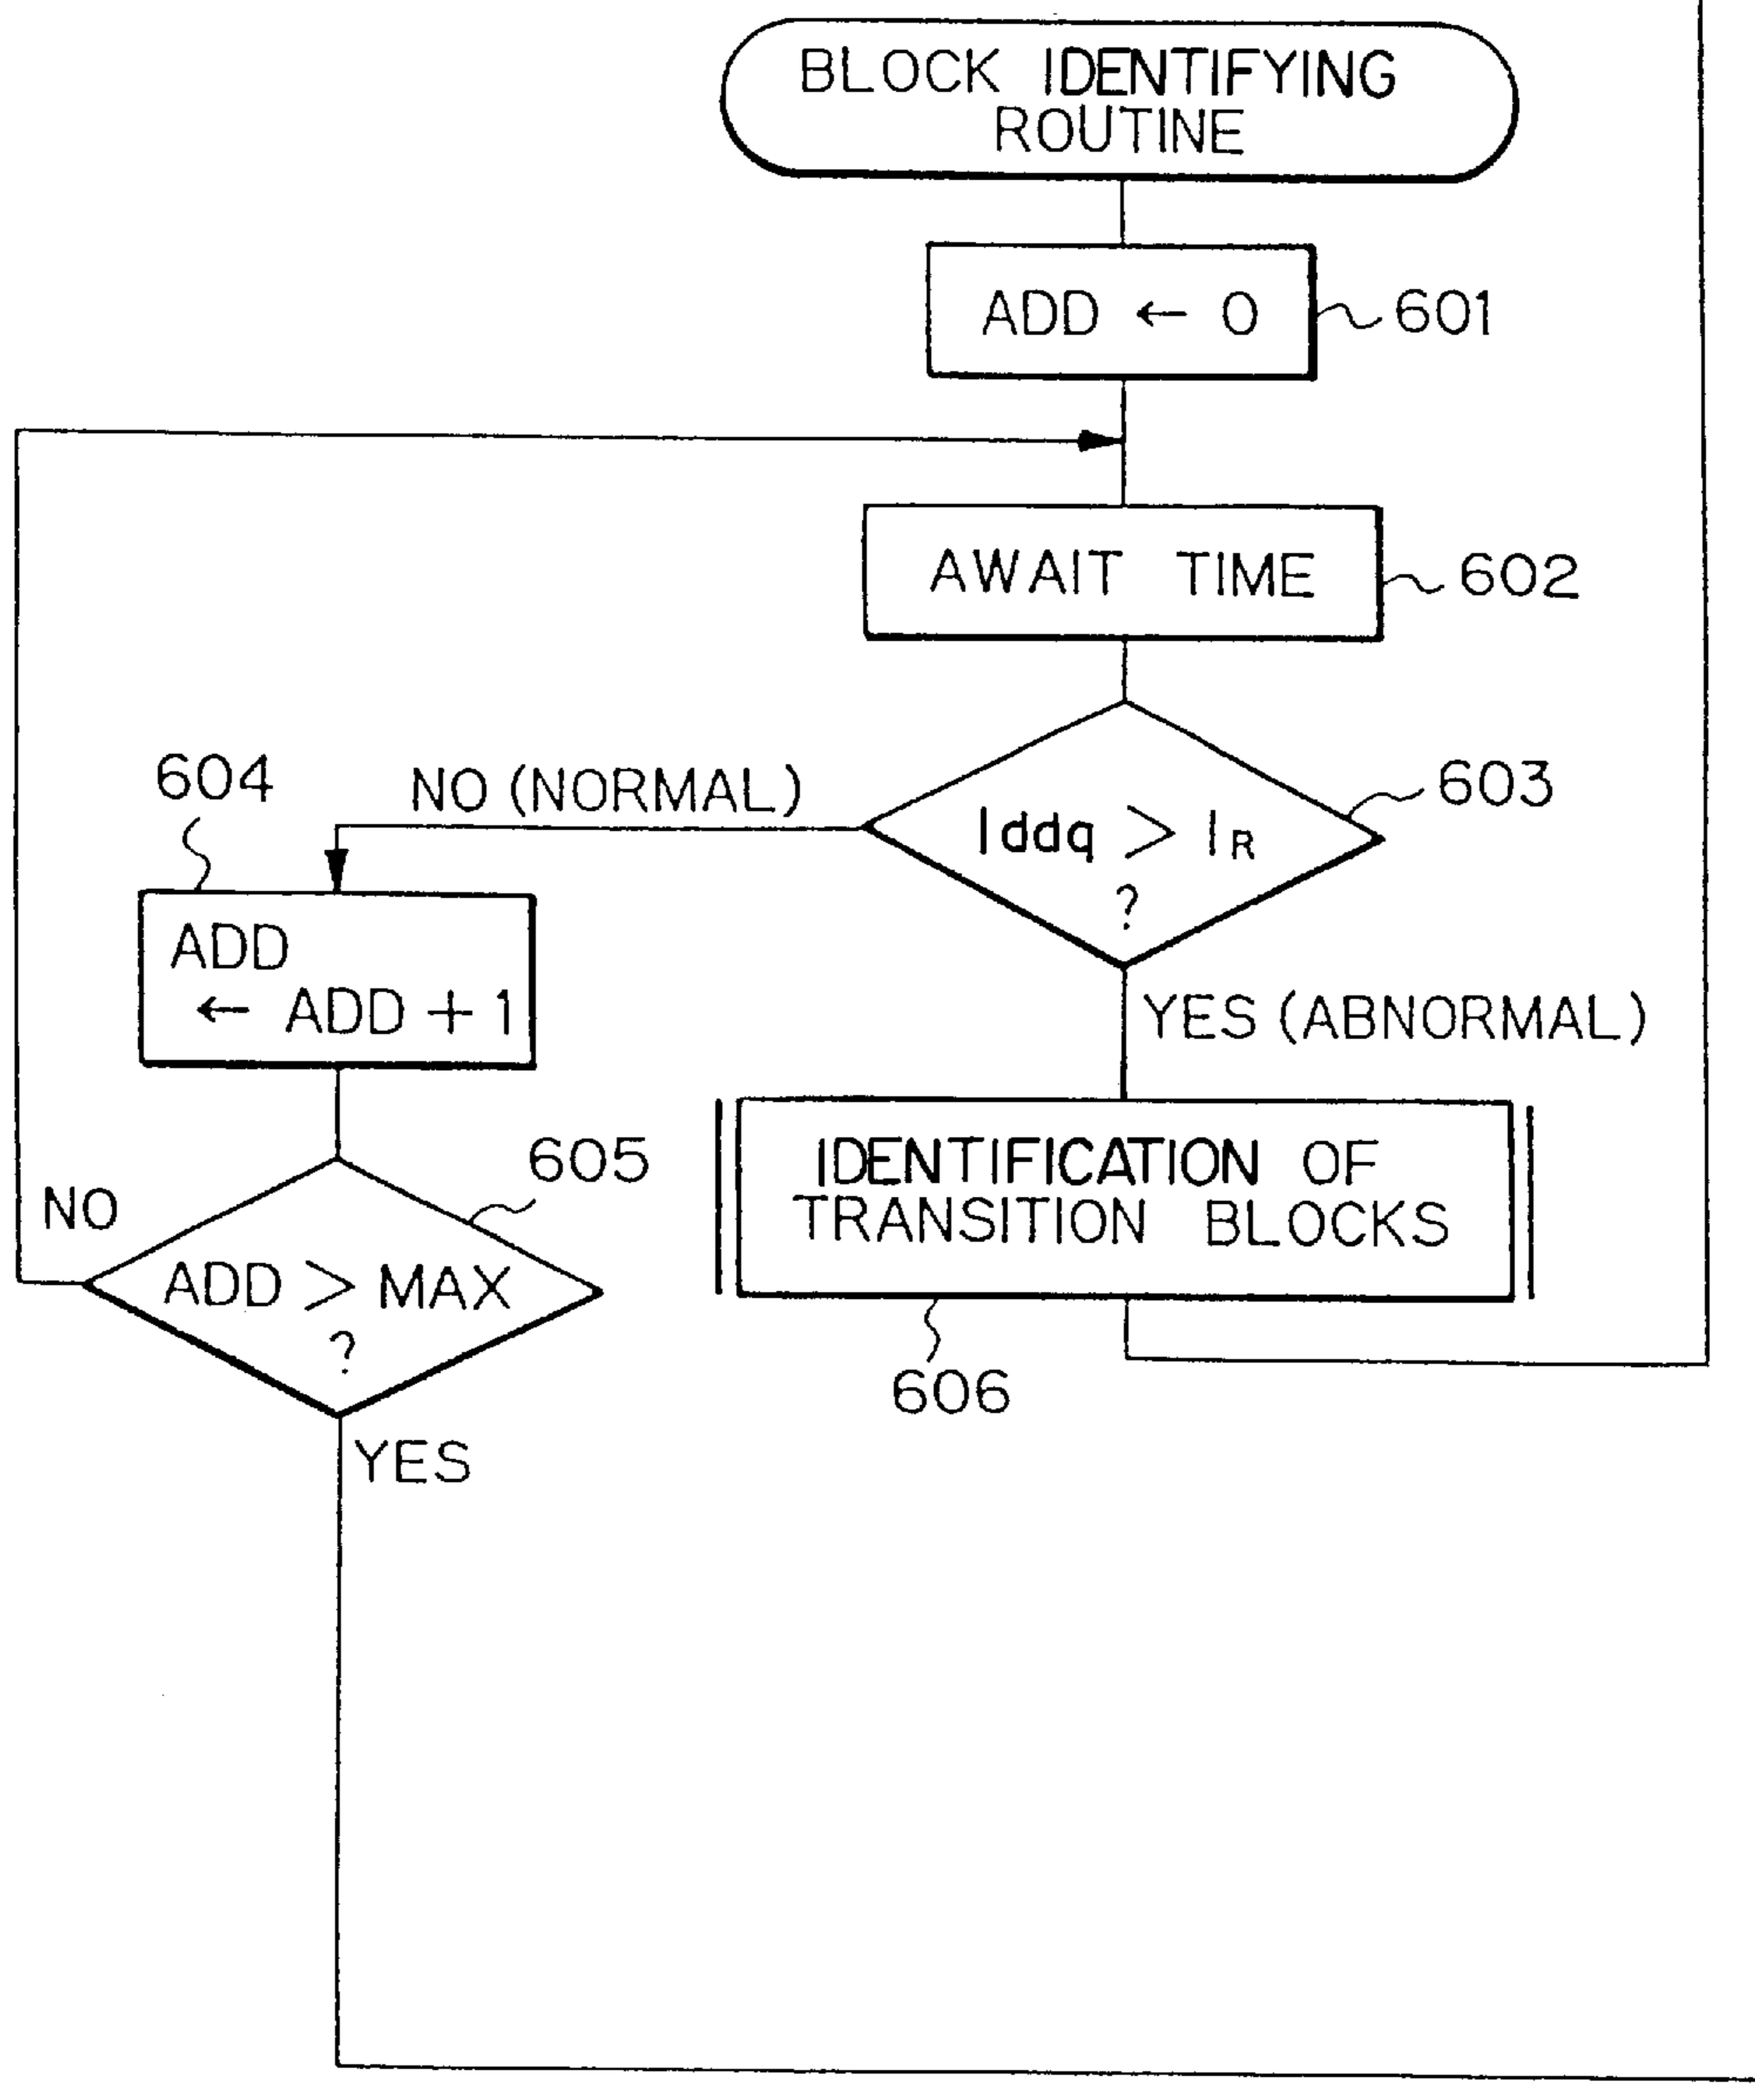 BLOCK IDENTIFYING
ROUTINE
ADD ← 0
601
AWAIT TIME
602
604
NO (NORMAL)
603
Iddq > IR
?
ADD
← ADD + 1
YES (ABNORMAL)
605
IDENTIFICATION OF
TRANSITION BLOCKS
NO
ADD > MAX
?
606
YES